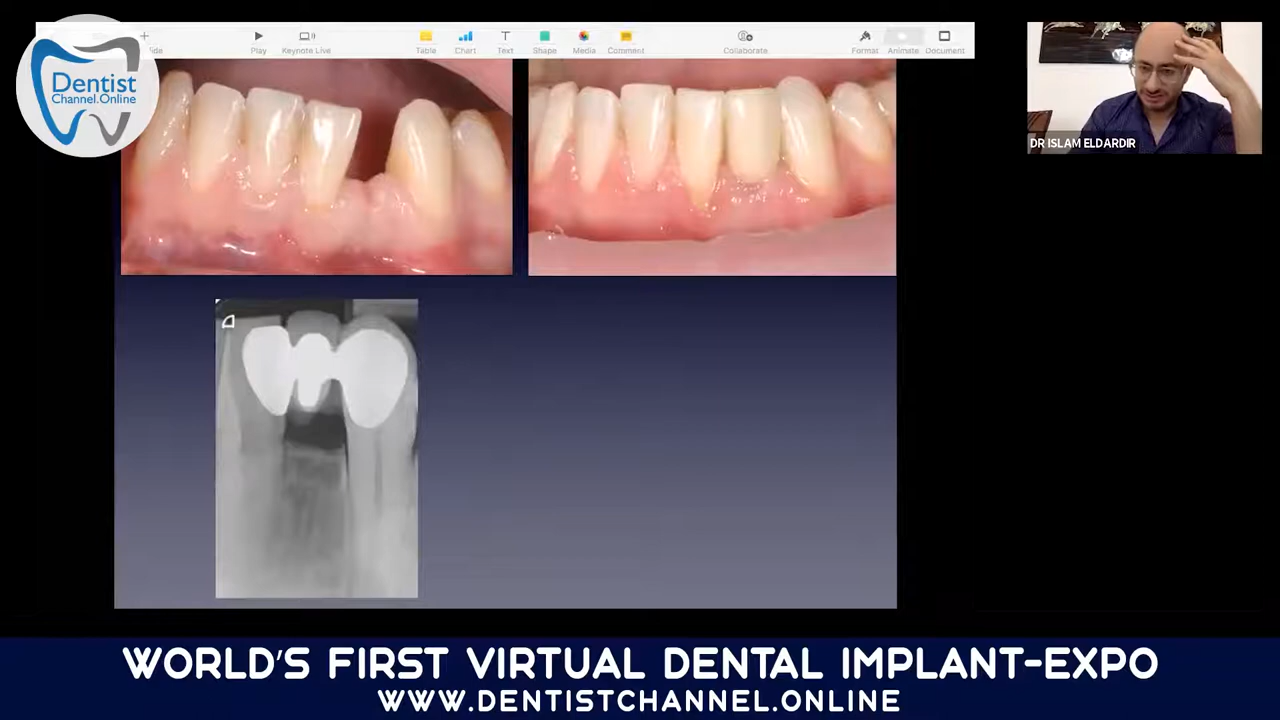 Dentist
Channel.Online
Play
Keynote Live
Table
Chart
Text
Shape
Media
Comment
Collaborate
Format
Animate
Document
DR ISLAM ELDARDIR
WORLD'S FIRST VIRTUAL DENTAL IMPLANT-EXPO
WWW.DENTISTCHANNEL.ONLINE